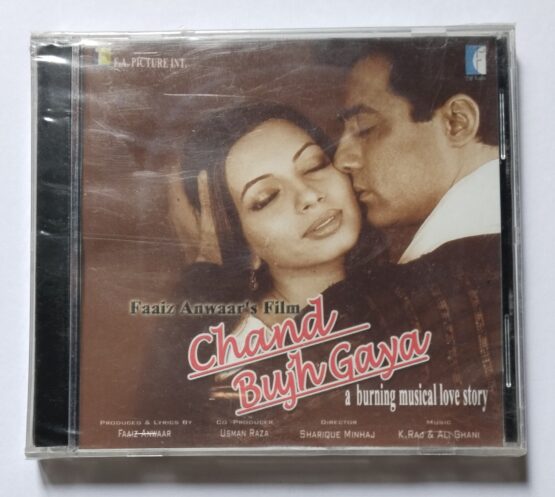 F.A. PICTURE INT.
Faaiz Anwaar's Film
Chand
Bujh Gaya
a burning musical love story
PRODUCED & LYRICS BY
FAAIZ ANWAAR
CO PRODUCER
USMAN RAZA
DIRECTOR
SHARIQUE MINHAJ
MUSIC
K.RAJ & ALI GHANI